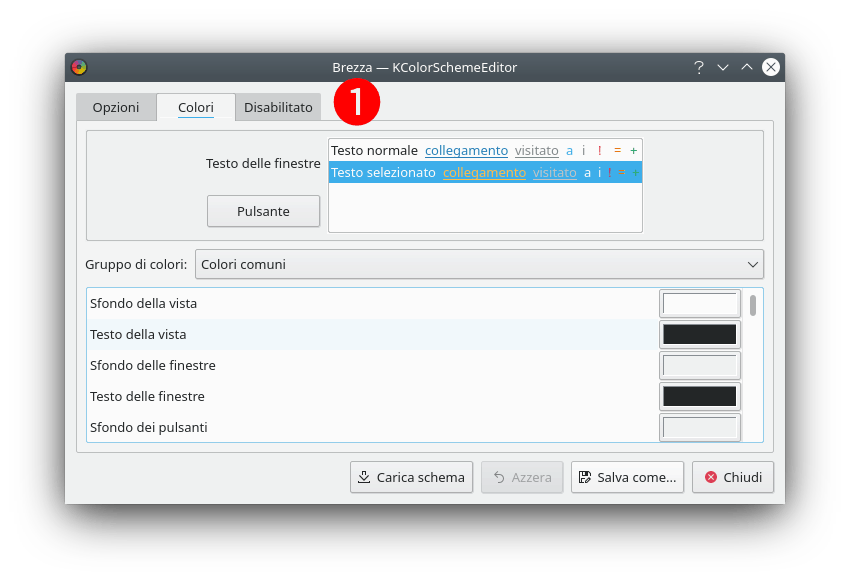 Brezza — KColorSchemeEditor
?
1
Opzioni Colori Disabilitato
Testo delle finestre
Testo normale collegamento visitato a i ! = +
Testo selezionato collegamento visitato a i ! = +
Pulsante
Gruppo di colori: Colori comuni
Sfondo della vista
Testo della vista
Sfondo delle finestre
Testo delle finestre
Sfondo dei pulsanti
Carica schema Azzera Salva come... Chiudi